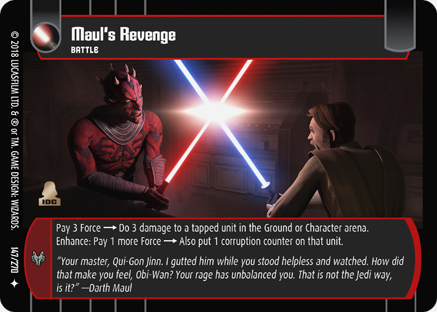 Maul's Revenge
BATTLE
© 2018 LUCASFILM LTD. & ® or TM. GAME DESIGN: WIZARDS.
147/270
IDC
Pay 3 Force → Do 3 damage to a tapped unit in the Ground or Character arena.
Enhance: Pay 1 more Force → Also put 1 corruption counter on that unit.
"Your master, Qui-Gon Jinn. I gutted him while you stood helpless and watched. How did
that make you feel, Obi-Wan? Your rage has unbalanced you. That is not the Jedi way,
is it?" —Darth Maul